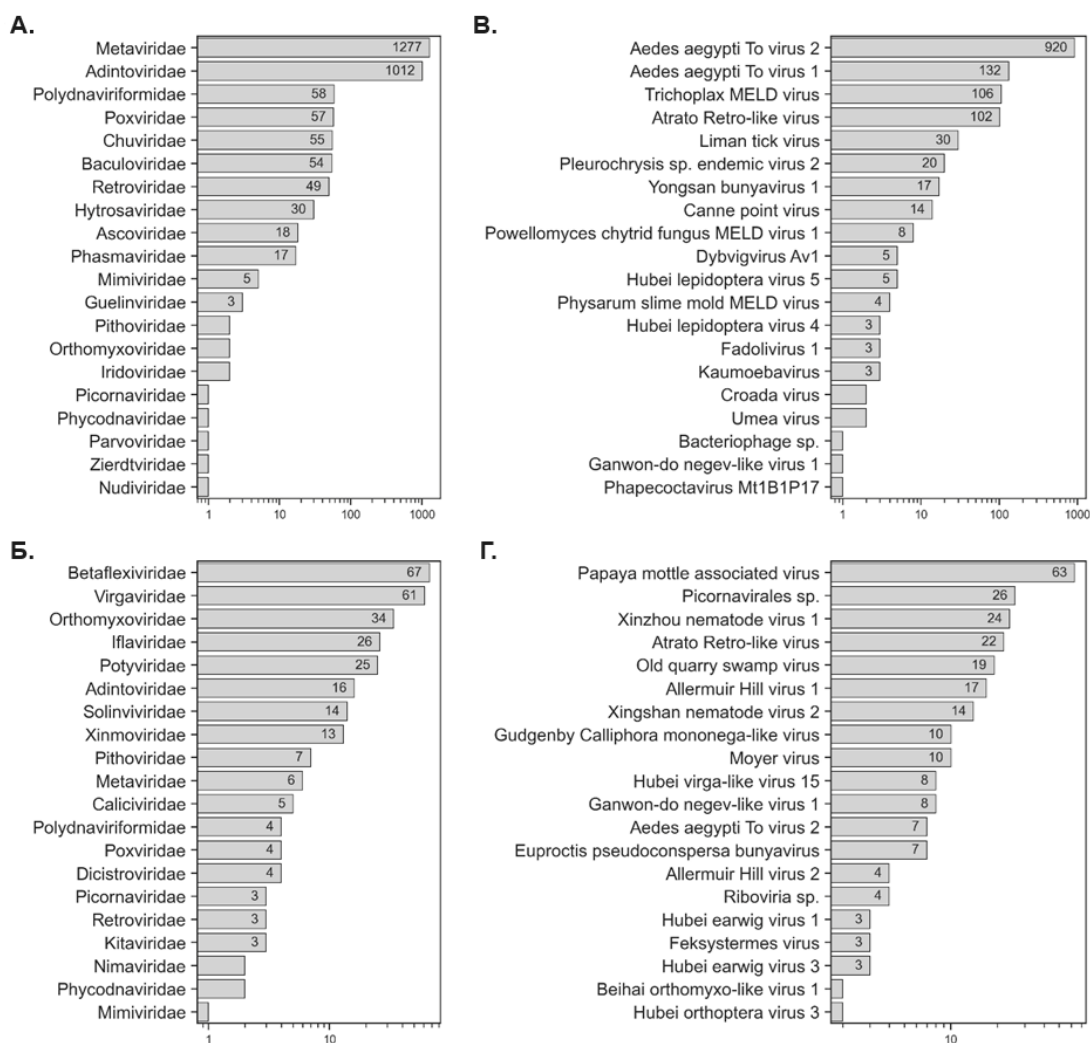 А.
Metaviridae 1277
Adintoviridae 1012
Polydnaviriformidae 58
Poxviridae 57
Chuviridae 55
Baculoviridae 54
Retroviridae 49
Hytrosaviridae 30
Ascoviridae 18
Phasmaviridae 17
Mimiviridae 5
Guelinviridae 3
Pithoviridae
Orthomyxoviridae
Iridoviridae
Picornaviridae
Phycodnaviridae
Parvoviridae
Zierdtviridae
Nudiviridae
1 10 100 1000
В.
Aedes aegypti To virus 2 920
Aedes aegypti To virus 1 132
Trichoplax MELD virus 106
Atrato Retro-like virus 102
Liman tick virus 30
Pleurochrysis sp. endemic virus 2 20
Yongsan bunyavirus 1 17
Canne point virus 14
Powellomyces chytrid fungus MELD virus 1 8
Dybvigvirus Av1 5
Hubei lepidoptera virus 5 5
Physarum slime mold MELD virus 4
Hubei lepidoptera virus 4 3
Fadolivirus 1 3
Kaumoebavirus 3
Croada virus
Umea virus
Bacteriophage sp.
Ganwon-do negev-like virus 1
Phapecoctavirus Mt1B1P17
1 10 100 1000
Б.
Betaflexiviridae 67
Virgaviridae 61
Orthomyxoviridae 34
Iflaviridae 26
Potyviridae 25
Adintoviridae 16
Solinviviridae 14
Xinmoviridae 13
Pithoviridae 7
Metaviridae 6
Caliciviridae 5
Polydnaviriformidae 4
Poxviridae 4
Dicistroviridae 4
Picornaviridae 3
Retroviridae 3
Kitaviridae 3
Nimaviridae
Phycodnaviridae
Mimiviridae
1 10
Г.
Papaya mottle associated virus 63
Picornavirales sp. 26
Xinzhou nematode virus 1 24
Atrato Retro-like virus 22
Old quarry swamp virus 19
Allermuir Hill virus 1 17
Xingshan nematode virus 2 14
Gudgenby Calliphora mononega-like virus 10
Moyer virus 10
Hubei virga-like virus 15 8
Ganwon-do negev-like virus 1 8
Aedes aegypti To virus 2 7
Euproctis pseudoconspersa bunyavirus 7
Allermuir Hill virus 2 4
Riboviria sp. 4
Hubei earwig virus 1 3
Feksystermes virus 3
Hubei earwig virus 3 3
Beihai orthomyxo-like virus 1
Hubei orthoptera virus 3
10